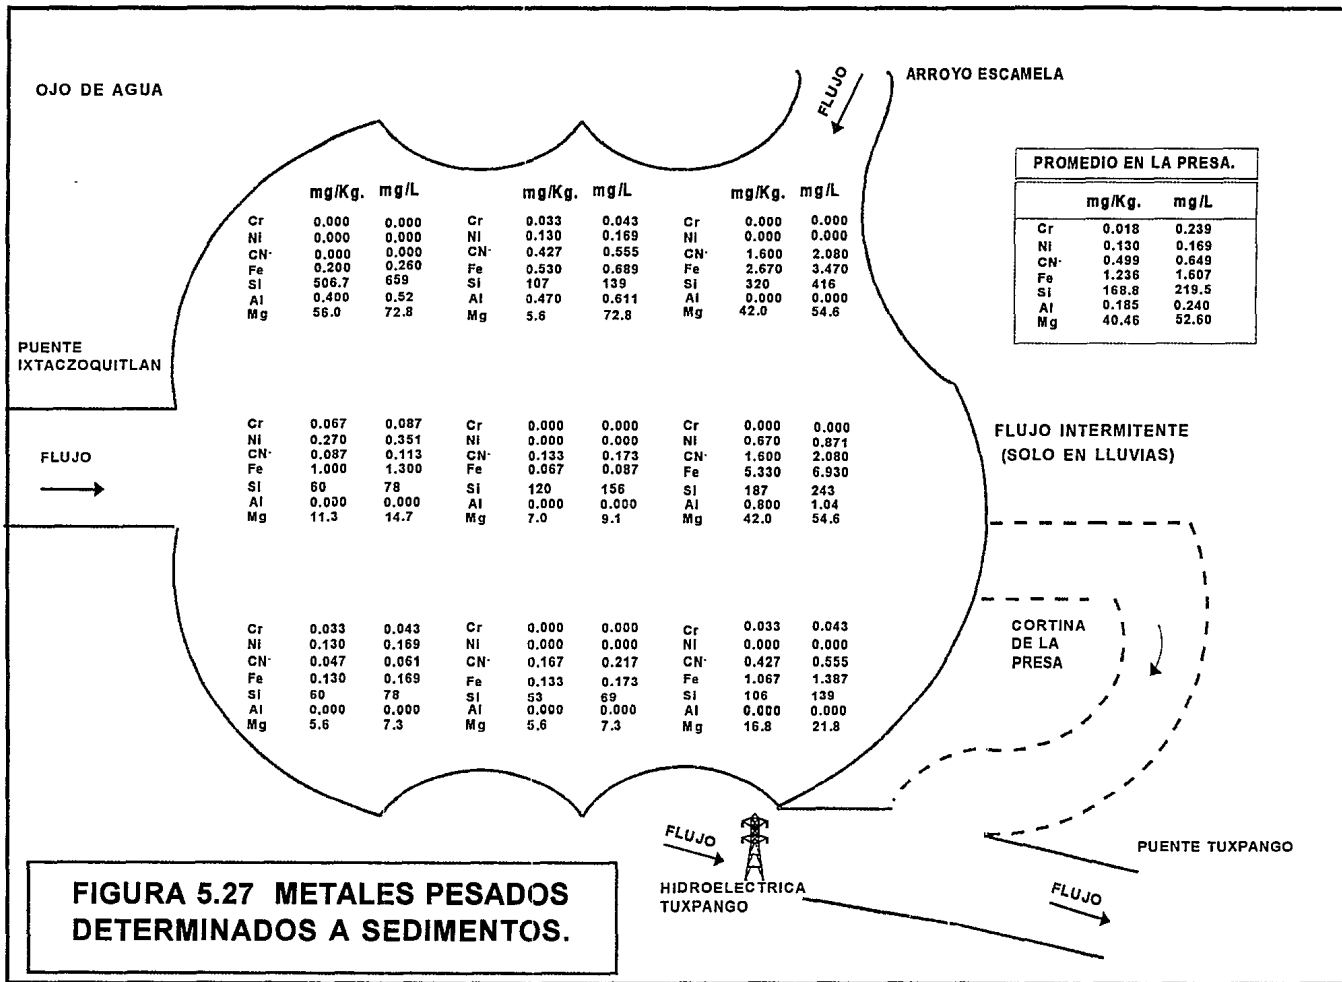 OJO DE AGUA
FLUJO
ARROYO ESCAMELA
PROMEDIO EN LA PRESA.
mg/Kg. mg/L
Cr 0.018 0.239
Ni 0.130 0.169
CN- 0.499 0.649
Fe 1.236 1.607
Si 168.8 219.5
Al 0.185 0.240
Mg 40.46 52.60
mg/Kg. mg/L mg/Kg. mg/L mg/Kg. mg/L
Cr 0.000 0.000 Cr 0.033 0.043 Cr 0.000 0.000
Ni 0.000 0.000 Ni 0.130 0.169 Ni 0.000 0.000
CN- 0.000 0.000 CN- 0.427 0.555 CN- 1.600 2.080
Fe 0.200 0.260 Fe 0.530 0.689 Fe 2.670 3.470
Si 506.7 659 Si 107 139 Si 320 416
Al 0.400 0.52 Al 0.470 0.611 Al 0.000 0.000
Mg 56.0 72.8 Mg 5.6 72.8 Mg 42.0 54.6
PUENTE
IXTACZOQUITLAN
FLUJO
Cr 0.067 0.087 Cr 0.000 0.000 Cr 0.000 0.000
Ni 0.270 0.351 Ni 0.000 0.000 Ni 0.670 0.871
CN- 0.087 0.113 CN- 0.133 0.173 CN- 1.600 2.080
Fe 1.000 1.300 Fe 0.067 0.087 Fe 5.330 6.930
Si 60 78 Si 120 156 Si 187 243
Al 0.000 0.000 Al 0.000 0.000 Al 0.800 1.04
Mg 11.3 14.7 Mg 7.0 9.1 Mg 42.0 54.6
FLUJO INTERMITENTE
(SOLO EN LLUVIAS)
Cr 0.033 0.043 Cr 0.000 0.000 Cr 0.033 0.043
Ni 0.130 0.169 Ni 0.000 0.000 Ni 0.000 0.000
CN- 0.047 0.061 CN- 0.167 0.217 CN- 0.427 0.555
Fe 0.130 0.169 Fe 0.133 0.173 Fe 1.067 1.387
Si 60 78 Si 53 69 Si 106 139
Al 0.000 0.000 Al 0.000 0.000 Al 0.000 0.000
Mg 5.6 7.3 Mg 5.6 7.3 Mg 16.8 21.8
CORTINA
DE LA
PRESA
FLUJO
HIDROELECTRICA
TUXPANGO
PUENTE TUXPANGO
FLUJO
FIGURA 5.27 METALES PESADOS
DETERMINADOS A SEDIMENTOS.